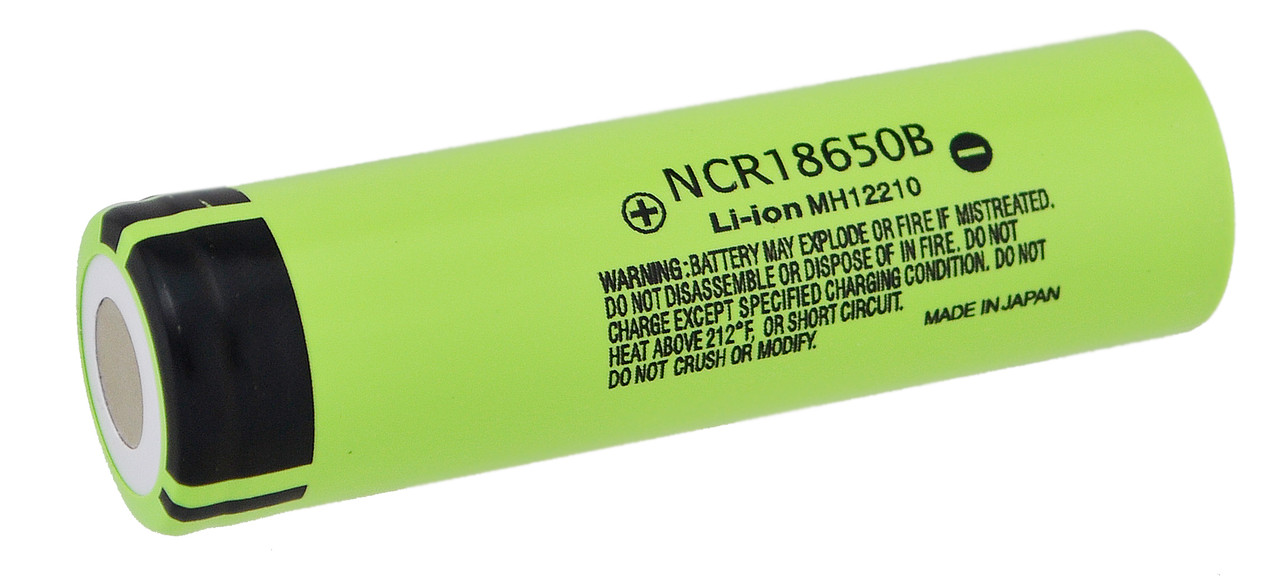 ⊕ NCR18650B ⊖
Li-ion MH12210
WARNING:BATTERY MAY EXPLODE OR FIRE IF MISTREATED.
DO NOT DISASSEMBLE OR DISPOSE OF IN FIRE. DO NOT
CHARGE EXCEPT SPECIFIED CHARGING CONDITION. DO NOT
HEAT ABOVE 212°F, OR SHORT CIRCUIT.
DO NOT CRUSH OR MODIFY.
MADE IN JAPAN